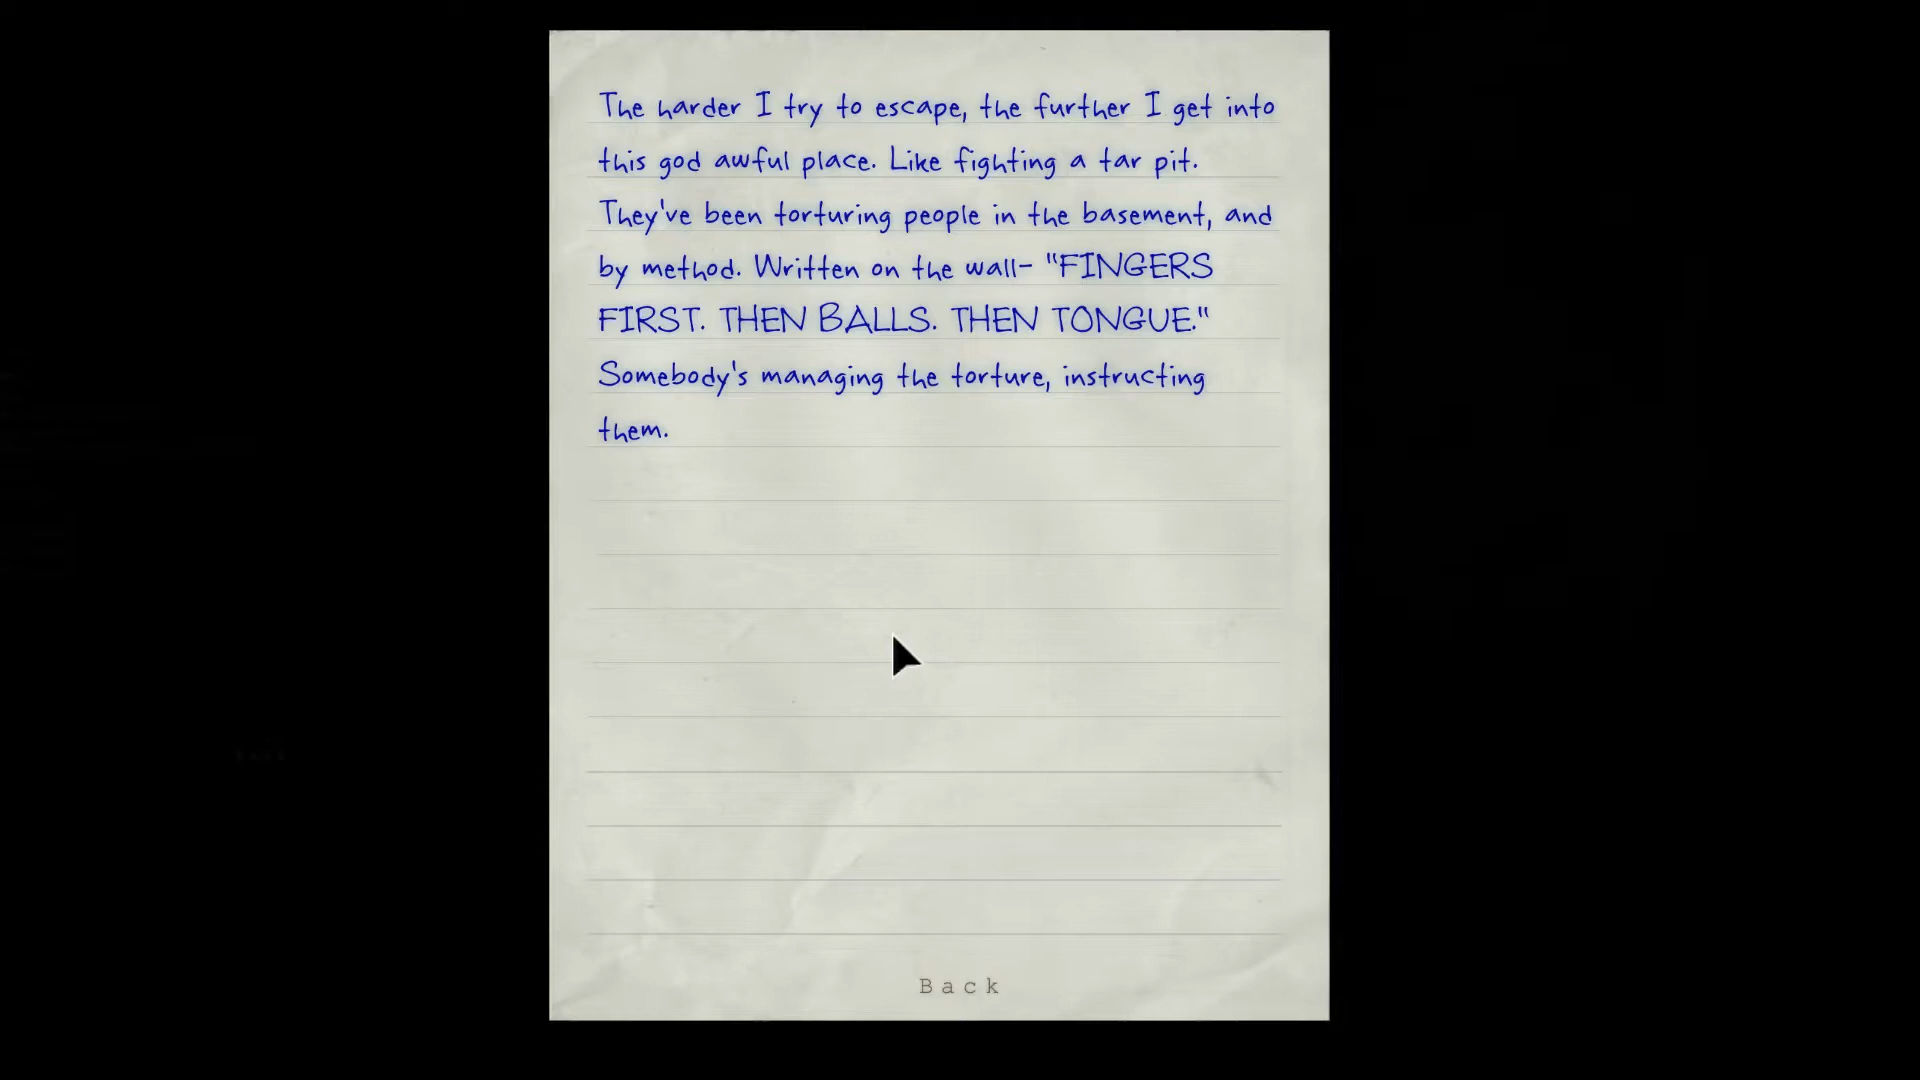 The harder I try to escape, the further I get into
this god awful place. Like fighting a tar pit.
They've been torturing people in the basement, and
by method. Written on the wall- "FINGERS
FIRST. THEN BALLS. THEN TONGUE."
Somebody's managing the torture, instructing
them.
Back